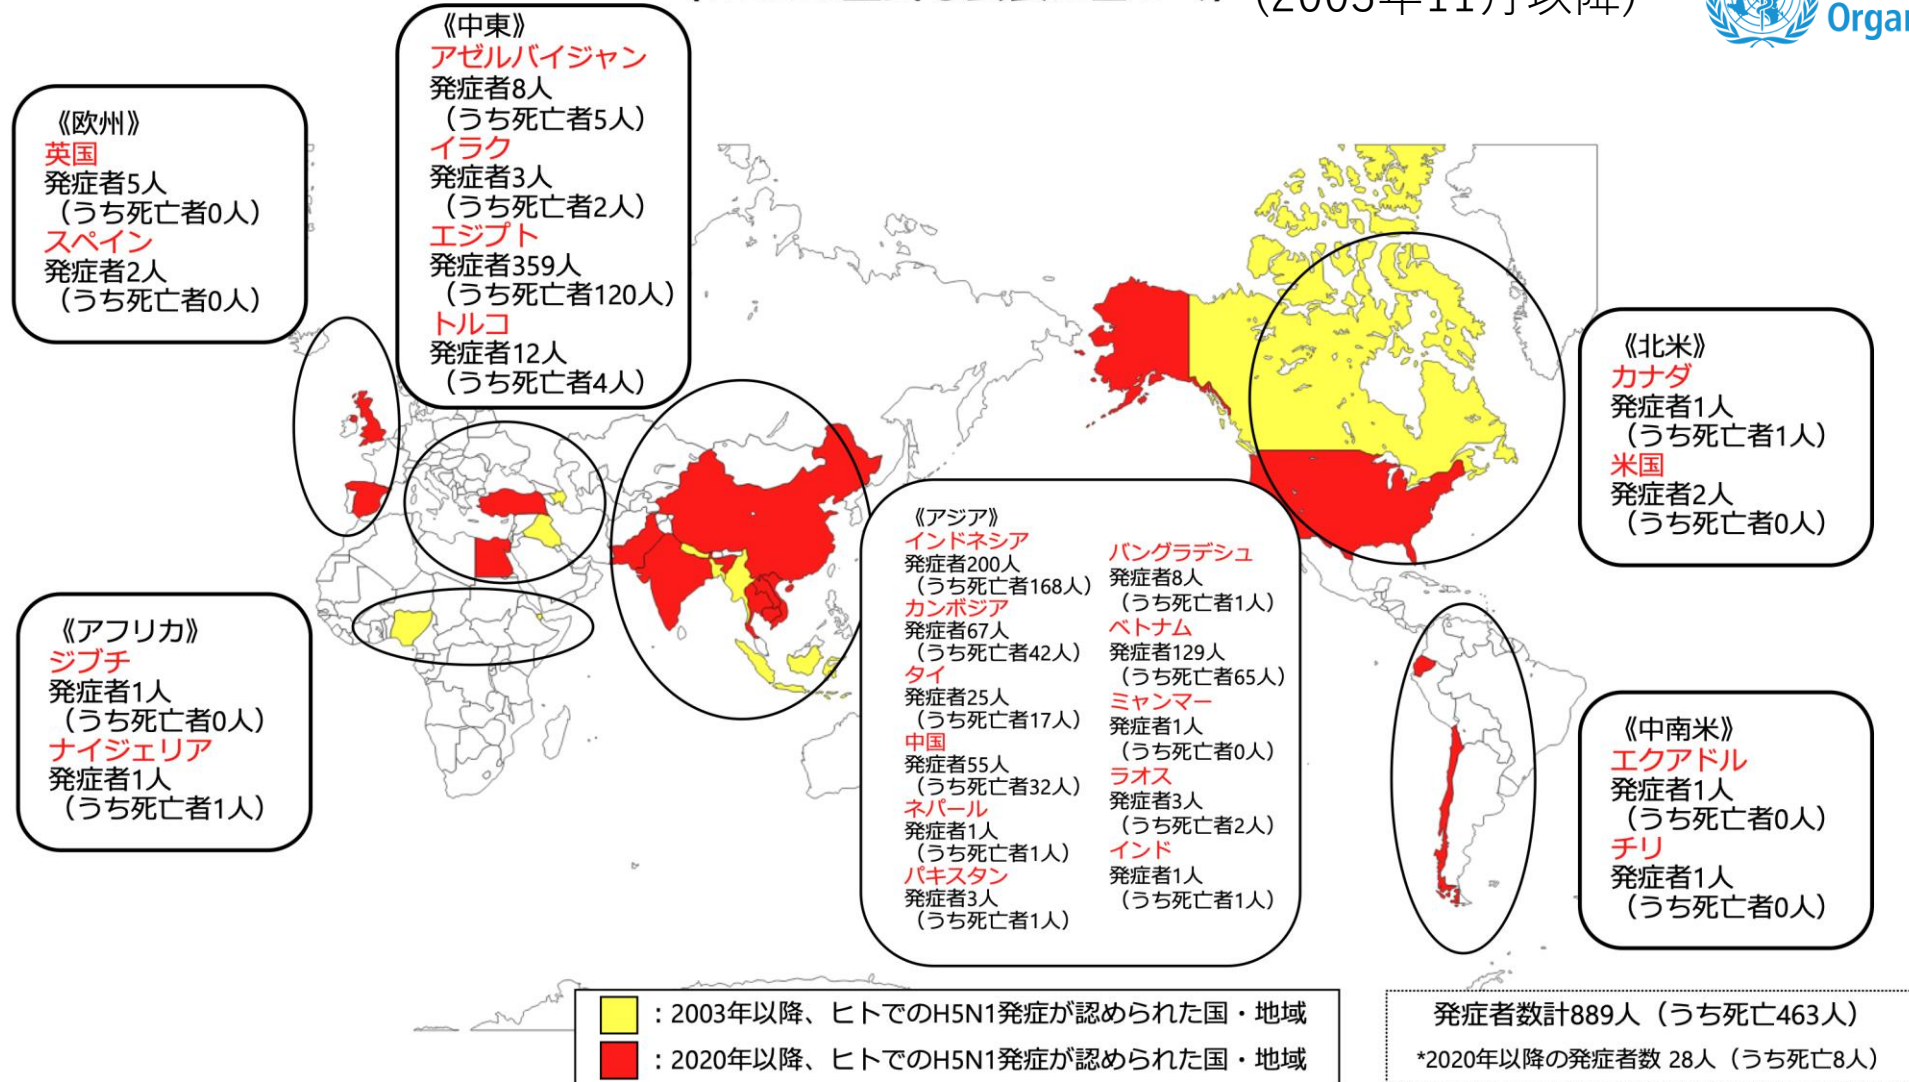 (2003年11月以降)
Organ
《中東》
アゼルバイジャン
発症者8人
（うち死亡者5人）
イラク
発症者3人
（うち死亡者2人）
エジプト
発症者359人
（うち死亡者120人）
トルコ
発症者12人
（うち死亡者4人）
《欧州》
英国
発症者5人
（うち死亡者0人）
スペイン
発症者2人
（うち死亡者0人）
《北米》
カナダ
発症者1人
（うち死亡者1人）
米国
発症者2人
（うち死亡者0人）
《アジア》
インドネシア
発症者200人
（うち死亡者168人）
カンボジア
発症者67人
（うち死亡者42人）
タイ
発症者25人
（うち死亡者17人）
中国
発症者55人
（うち死亡者32人）
ネパール
発症者1人
（うち死亡者1人）
パキスタン
発症者3人
（うち死亡者1人）
バングラデシュ
発症者8人
（うち死亡者1人）
ベトナム
発症者129人
（うち死亡者65人）
ミャンマー
発症者1人
（うち死亡者0人）
ラオス
発症者3人
（うち死亡者2人）
インド
発症者1人
（うち死亡者1人）
《アフリカ》
ジブチ
発症者1人
（うち死亡者0人）
ナイジェリア
発症者1人
（うち死亡者1人）
《中南米》
エクアドル
発症者1人
（うち死亡者0人）
チリ
発症者1人
（うち死亡者0人）
：2003年以降、ヒトでのH5N1発症が認められた国・地域
：2020年以降、ヒトでのH5N1発症が認められた国・地域
発症者数計889人（うち死亡463人）
*2020年以降の発症者数 28人（うち死亡8人）